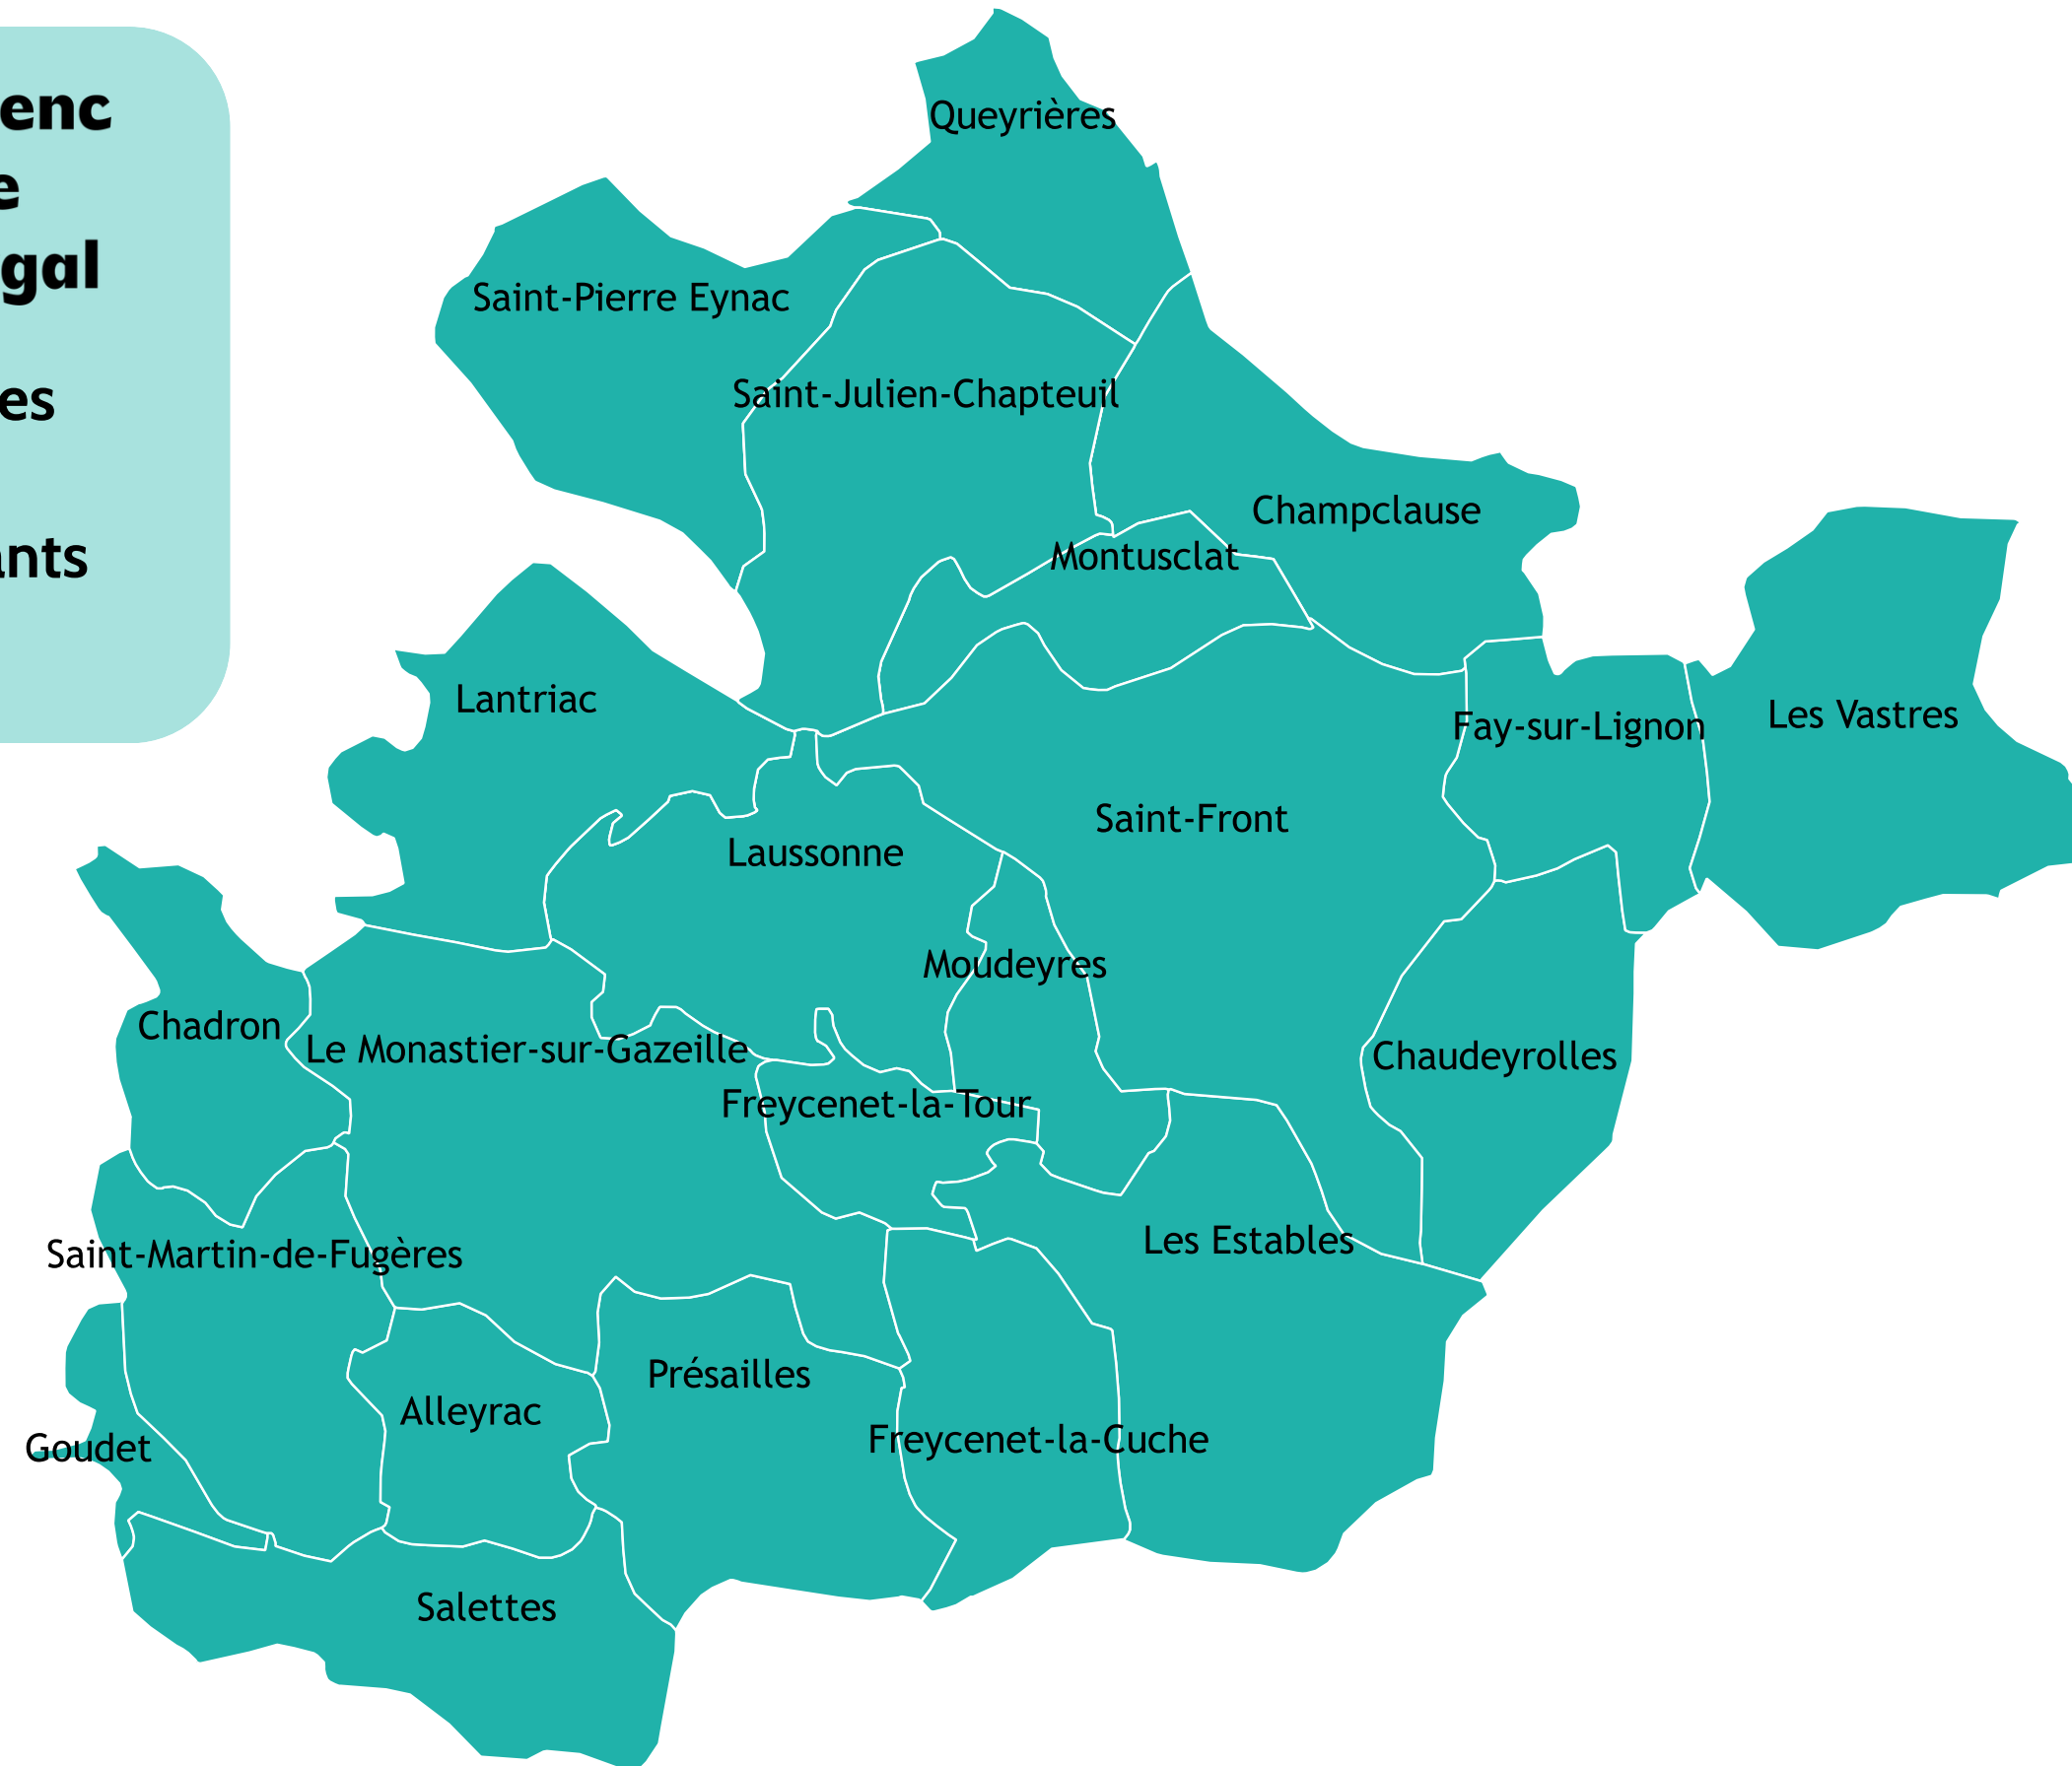 enc
e
gal
es
ants
Queyrières
Saint-Pierre Eynac
Saint-Julien-Chapteuil
Champclause
Montusclat
Lantriac
Fay-sur-Lignon
Les Vastres
Saint-Front
Laussonne
Moudeyres
Chadron
Le Monastier-sur-Gazeille
Chaudeyrolles
Freycenet-la-Tour
Les Estables
Saint-Martin-de-Fugères
Présailles
Alleyrac
Freycenet-la-Cuche
Goudet
Salettes